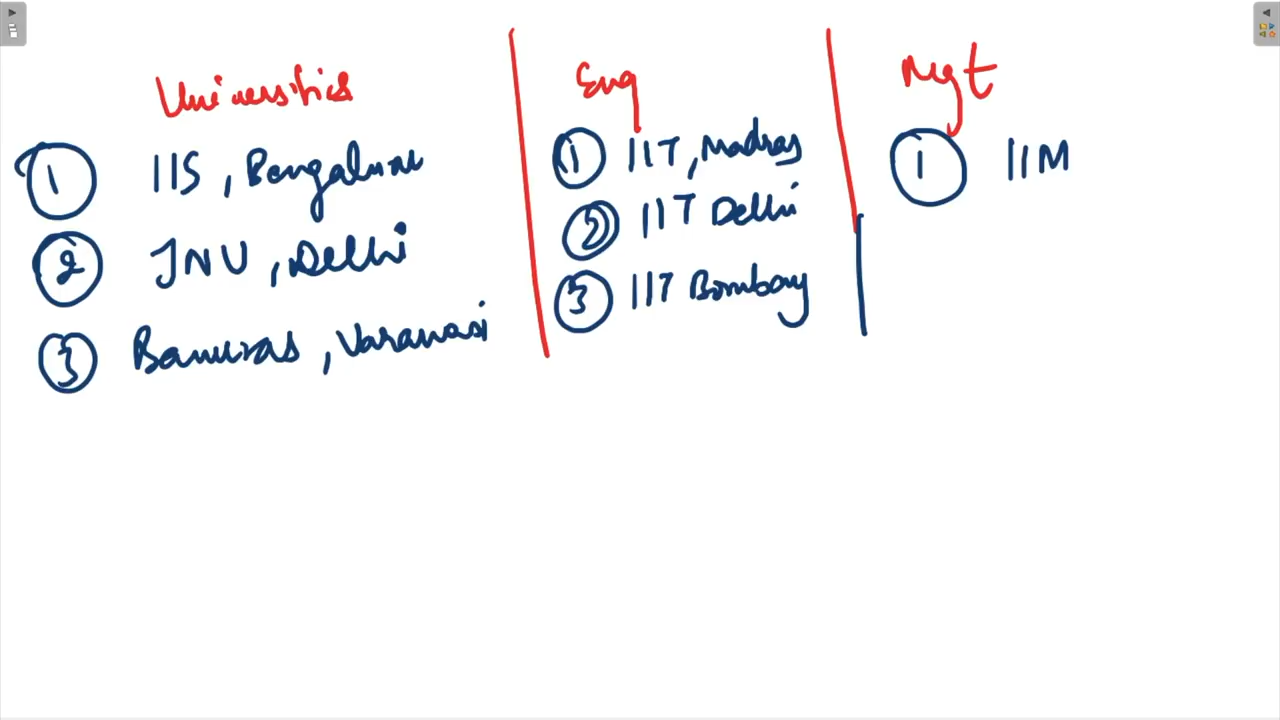 Universities
1 IIS, Bengaluru
2 JNU, Delhi
3 Banuras, Varanasi
Eng
1 IIT, Madras
2 IIT Delhi
3 IIT Bombay
Mgt
1 IIM